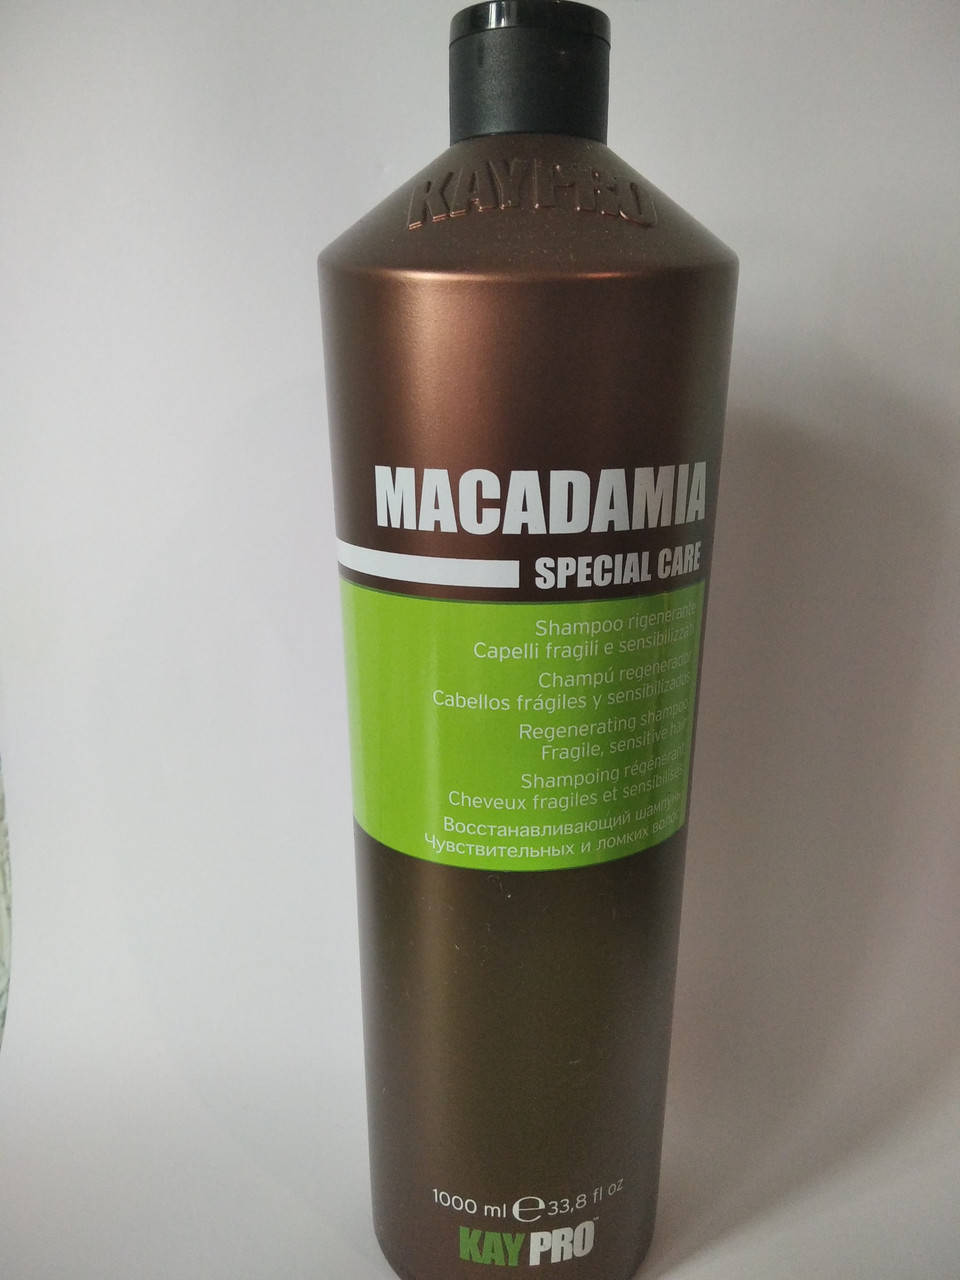 KAYPRO
MACADAMIA
SPECIAL CARE
Shampoo rigenerante
Capelli fragili e sensibilizzati
Champú regenerador
Cabellos frágiles y sensibilizados
Regenerating shampoo
Fragile, sensitive hair
Shampoing régénérant
Cheveux fragiles et sensibilisés
Восстанавливающий шампунь
Чувствительных и ломких волос
1000 ml ℮ 33,8 fl oz
KAYPRO™